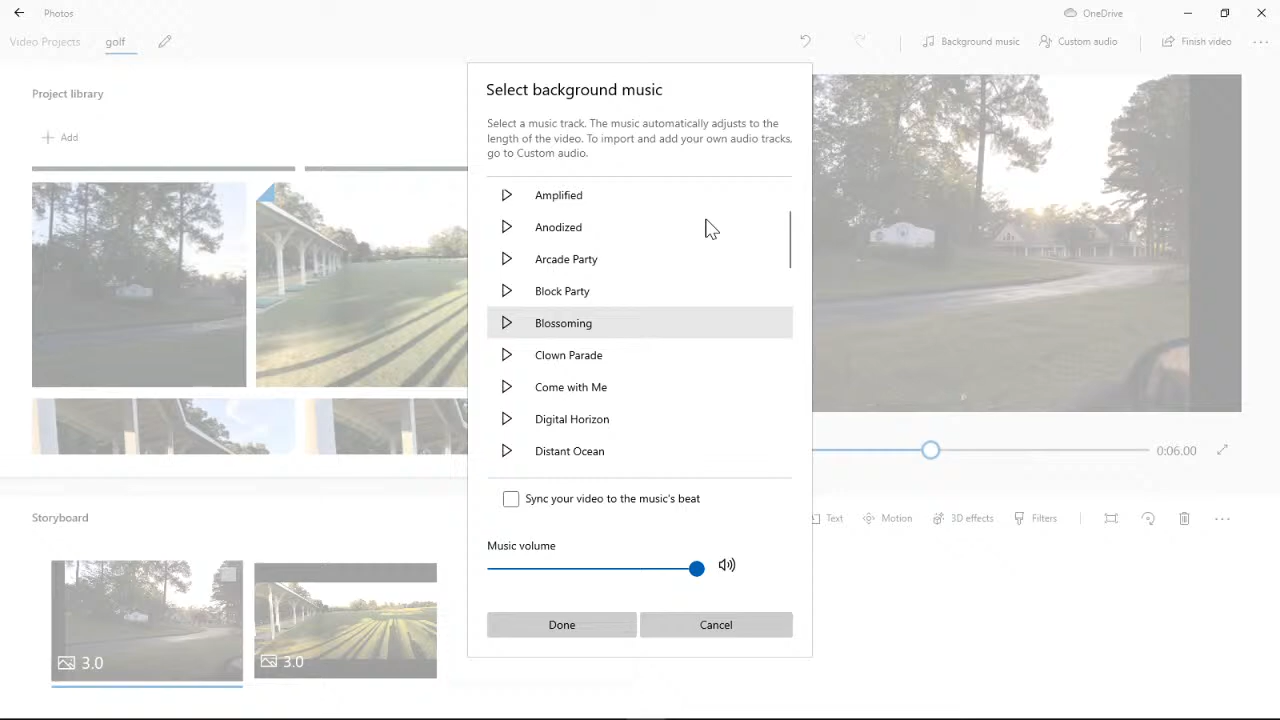 Photos
OneDrive
Video Projects
golf
Background music
Custom audio
Finish video
Project library
Add
Select background music
Select a music track. The music automatically adjusts to the
length of the video. To import and add your own audio tracks,
go to Custom audio.
Amplified
Anodized
Arcade Party
Block Party
Blossoming
Clown Parade
Come with Me
Digital Horizon
Distant Ocean
Sync your video to the music's beat
Music volume
Done
Cancel
0:06.00
Storyboard
Text
Motion
3D effects
Filters
3.0
3.0